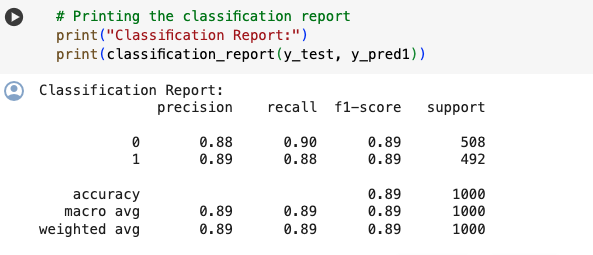 # Printing the classification report
print("Classification Report:")
print(classification_report(y_test, y_pred1))
Classification Report:
precision recall f1-score support
0 0.88 0.90 0.89 508
1 0.89 0.88 0.89 492
accuracy 0.89 1000
macro avg 0.89 0.89 0.89 1000
weighted avg 0.89 0.89 0.89 1000